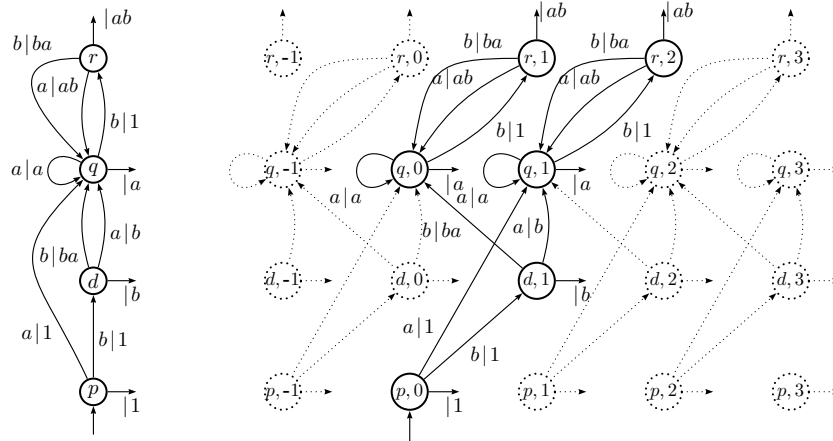 |ab |ab |ab
b|ba b|ba b|ba
r r,-1 r,0 r,1 r,2 r,3
a|ab a|ab a|ab
b|1 b|1 b|1
a|a q q,-1 q,0 q,1 q,2 q,3
|a |a |a
a|a a|a
b|ba a|b b|ba a|b
d d,-1 d,0 d,1 d,2 d,3
|b |b
a|1 b|1 a|1 b|1
p p,-1 p,0 p,1 p,2 p,3
|1 |1